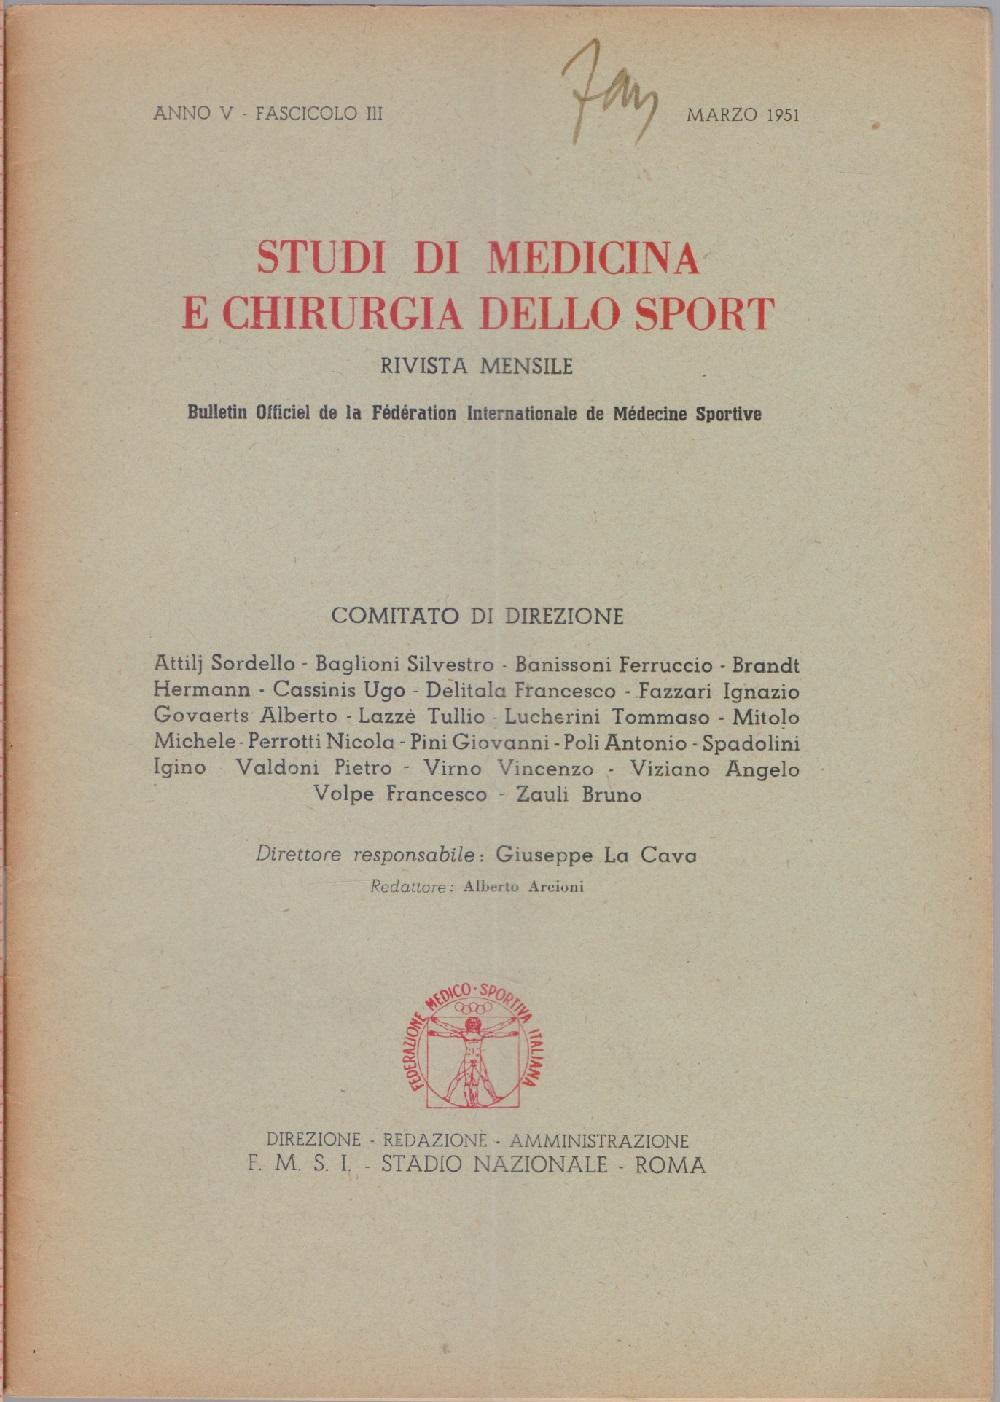 ANNO V - FASCICOLO III
MARZO 1951
STUDI DI MEDICINA
E CHIRURGIA DELLO SPORT
RIVISTA MENSILE
Bulletin Officiel de la Fédération Internationale de Médecine Sportive
COMITATO DI DIREZIONE
Attilj Sordello - Baglioni Silvestro - Banissoni Ferruccio - Brandt
Hermann - Cassinis Ugo - Delitala Francesco - Fazzari Ignazio
Govaerts Alberto - Lazzè Tullio - Lucherini Tommaso - Mitolo
Michele - Perrotti Nicola - Pini Giovanni - Poli Antonio - Spadolini
Igino Valdoni Pietro - Virno Vincenzo - Viziano Angelo
Volpe Francesco - Zauli Bruno
Direttore responsabile: Giuseppe La Cava
Redattore: Alberto Arcioni
FEDERAZIONE MEDICO-SPORTIVA ITALIANA
DIREZIONE - REDAZIONE - AMMINISTRAZIONE
F. M. S. I. - STADIO NAZIONALE - ROMA